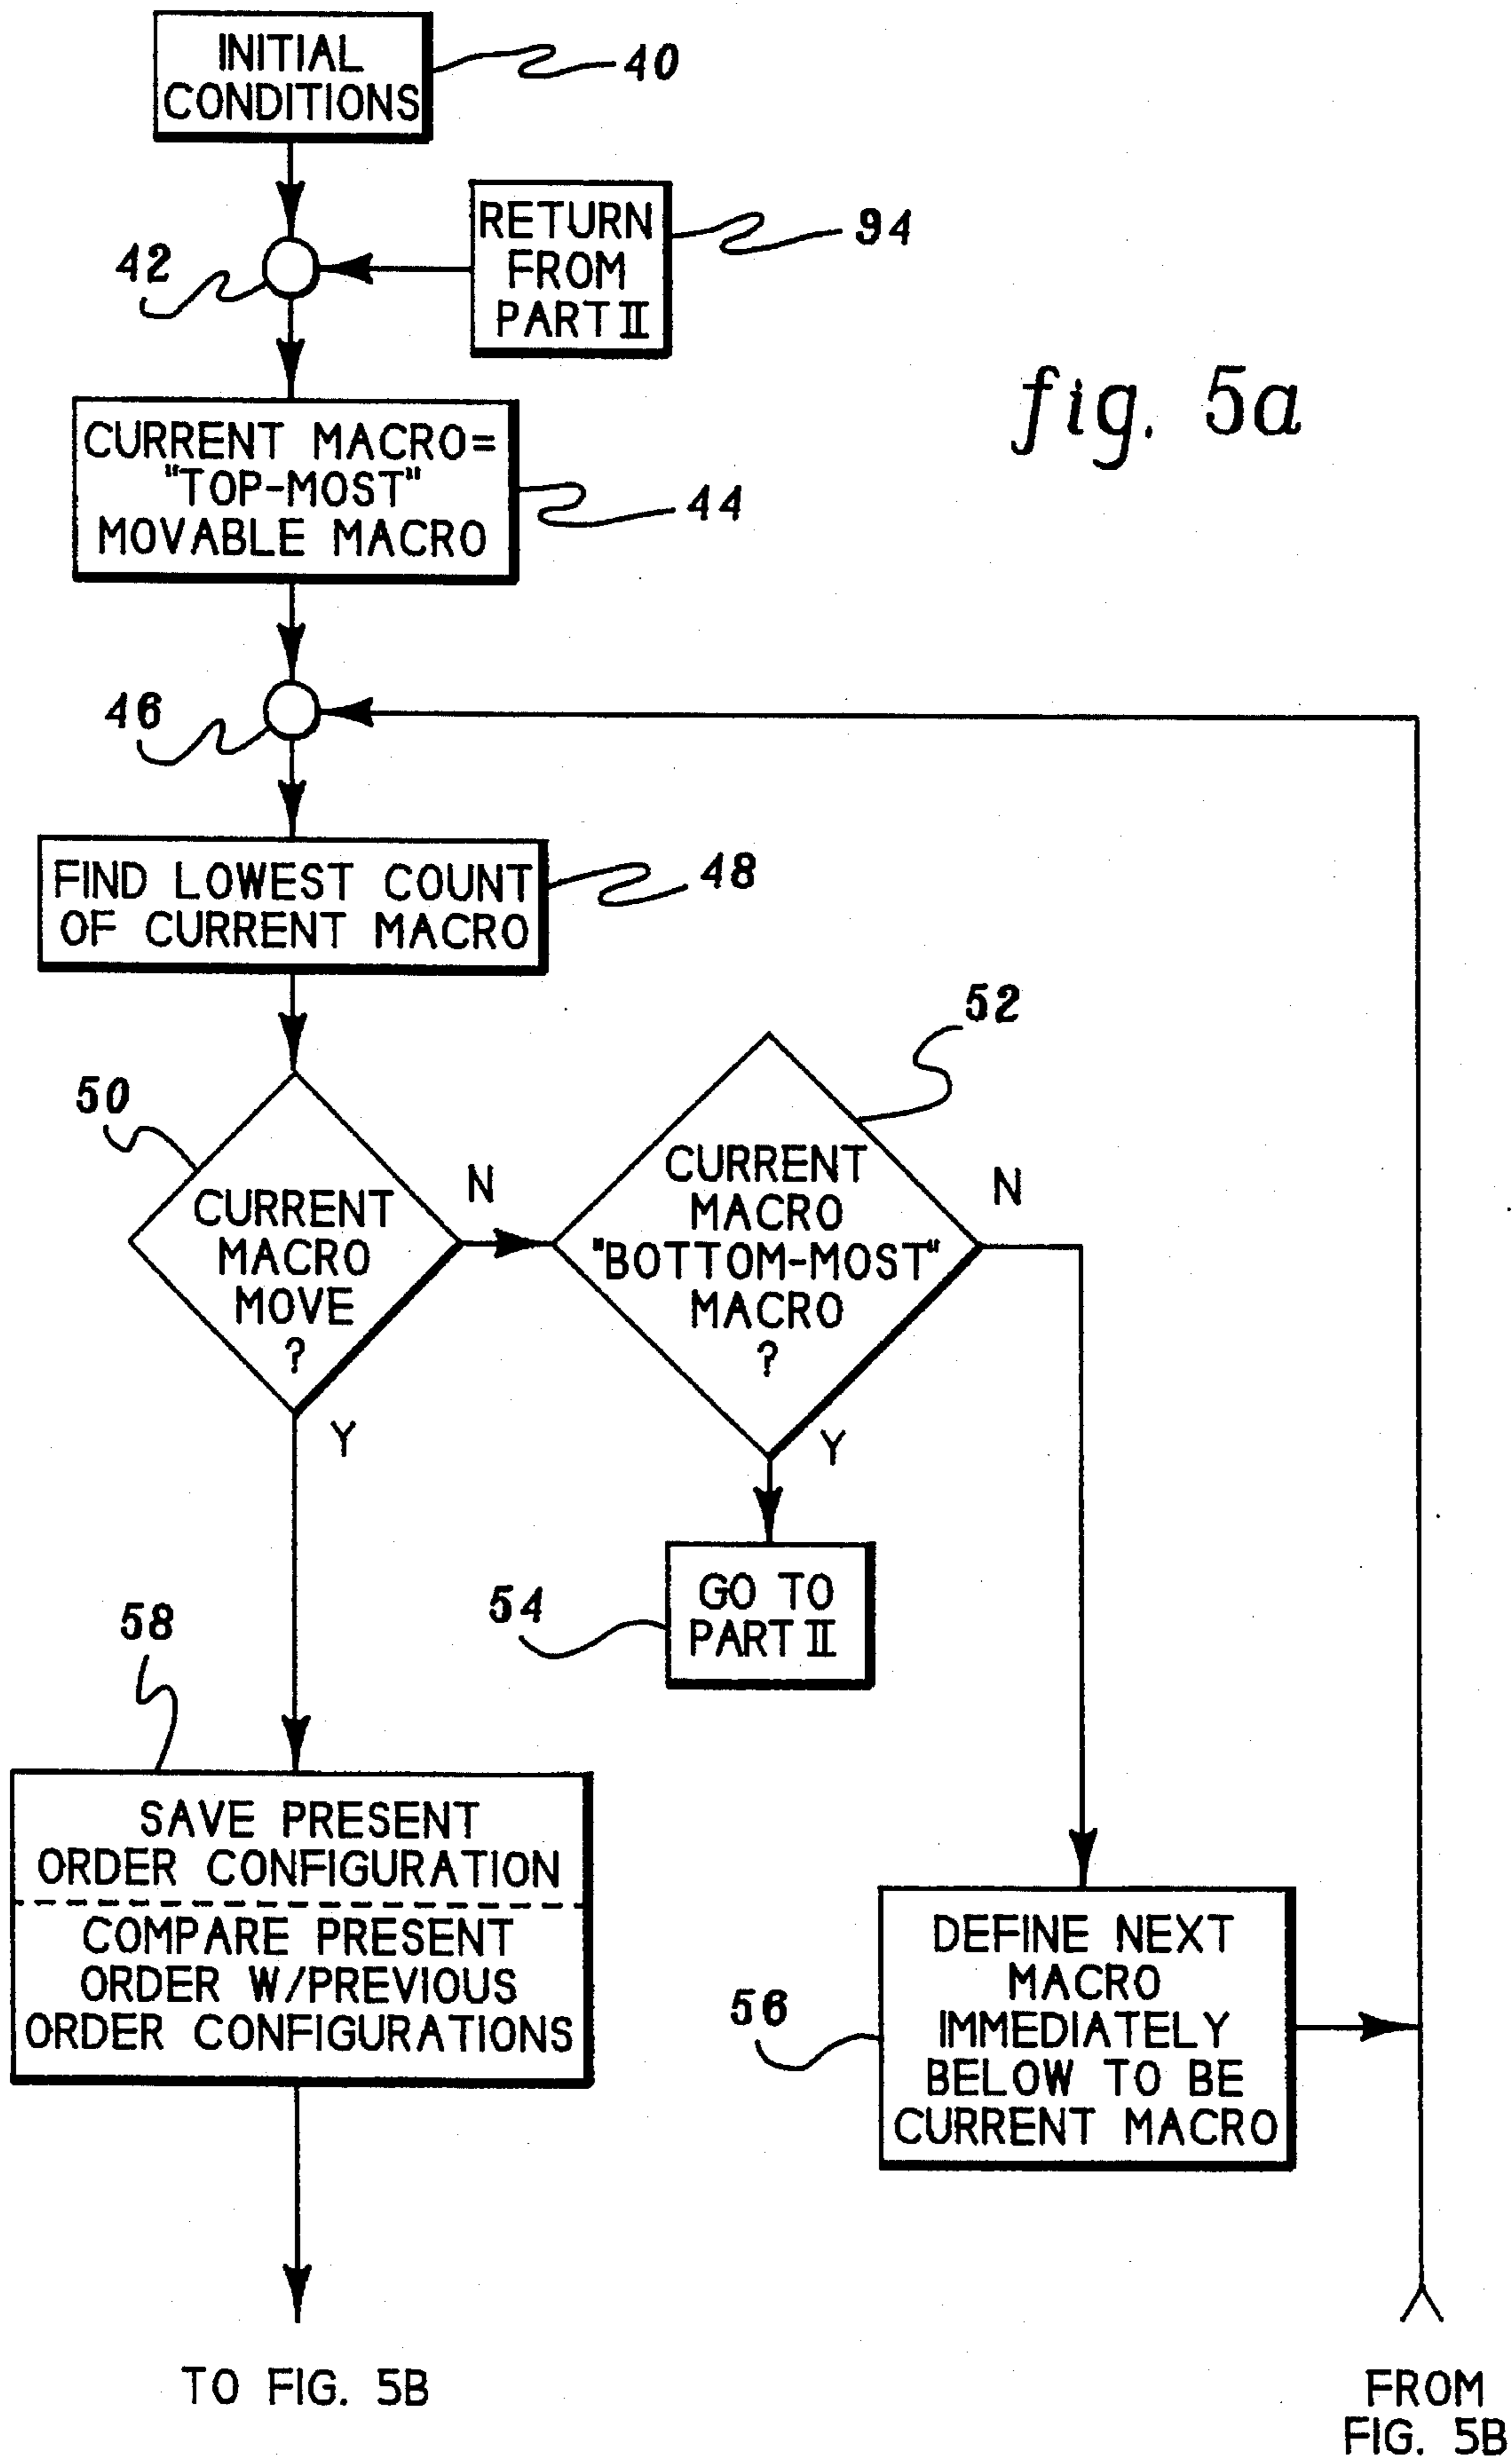 INITIAL
CONDITIONS
40
RETURN
FROM
PART II
94
42
fig. 5a
CURRENT MACRO=
"TOP-MOST"
MOVABLE MACRO
44
46
FIND LOWEST COUNT
OF CURRENT MACRO
48
50
CURRENT
MACRO
MOVE
?
N
Y
52
CURRENT
MACRO
"BOTTOM-MOST"
MACRO
?
N
Y
54
GO TO
PART II
58
SAVE PRESENT
ORDER CONFIGURATION
COMPARE PRESENT
ORDER W/PREVIOUS
ORDER CONFIGURATIONS
56
DEFINE NEXT
MACRO
IMMEDIATELY
BELOW TO BE
CURRENT MACRO
TO FIG. 5B
FROM
FIG. 5B